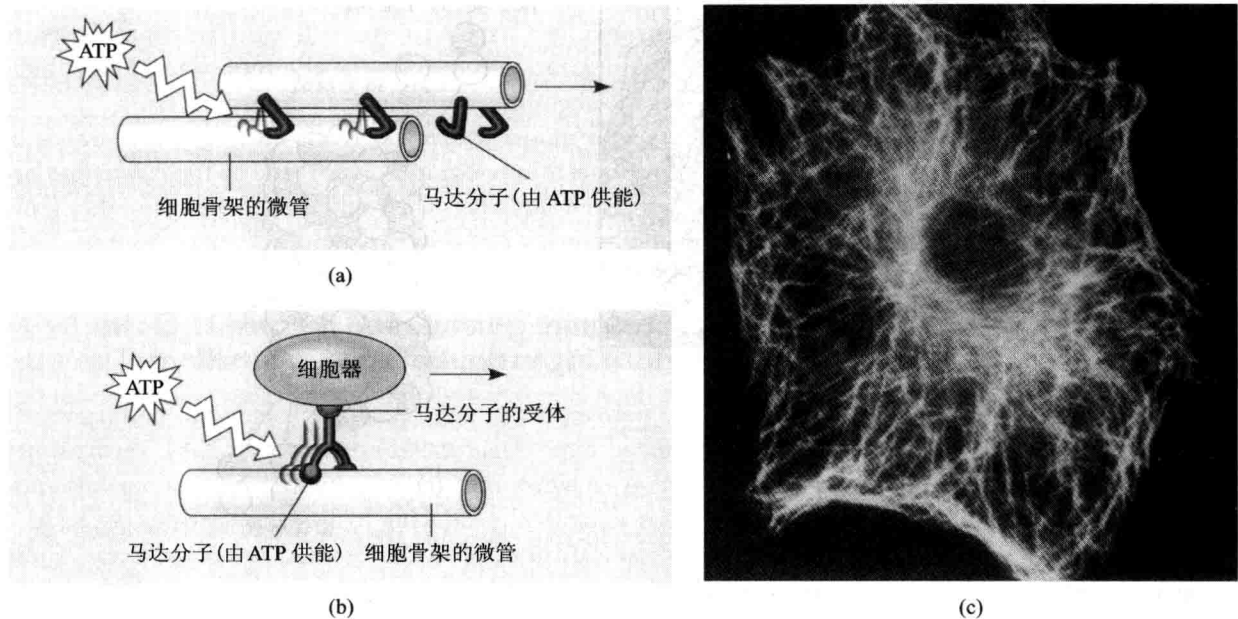 ATP
细胞骨架的微管
马达分子(由 ATP 供能)
(a)
细胞器
ATP
马达分子的受体
马达分子(由 ATP 供能) 细胞骨架的微管
(b)
(c)